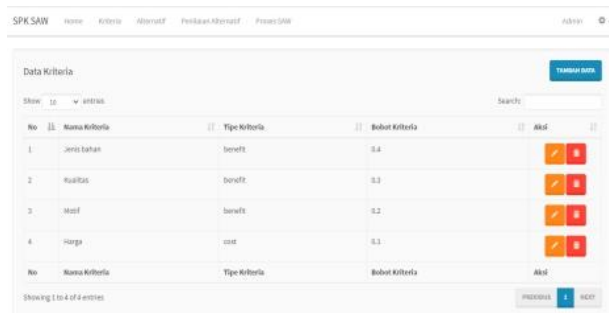 SPK SAW Home Kriteria Alternatif Penilaian Alternatif Proses SAW Admin
Data Kriteria TAMBAH DATA
Show 10 entries Search:
No Nama Kriteria Tipe Kriteria Bobot Kriteria Aksi
1 Jenis bahan benefit 0.4
2 Kualitas benefit 0.3
3 Motif benefit 0.2
4 Harga cost 0.1
No Nama Kriteria Tipe Kriteria Bobot Kriteria Aksi
Showing 1 to 4 of 4 entries PREVIOUS 1 NEXT